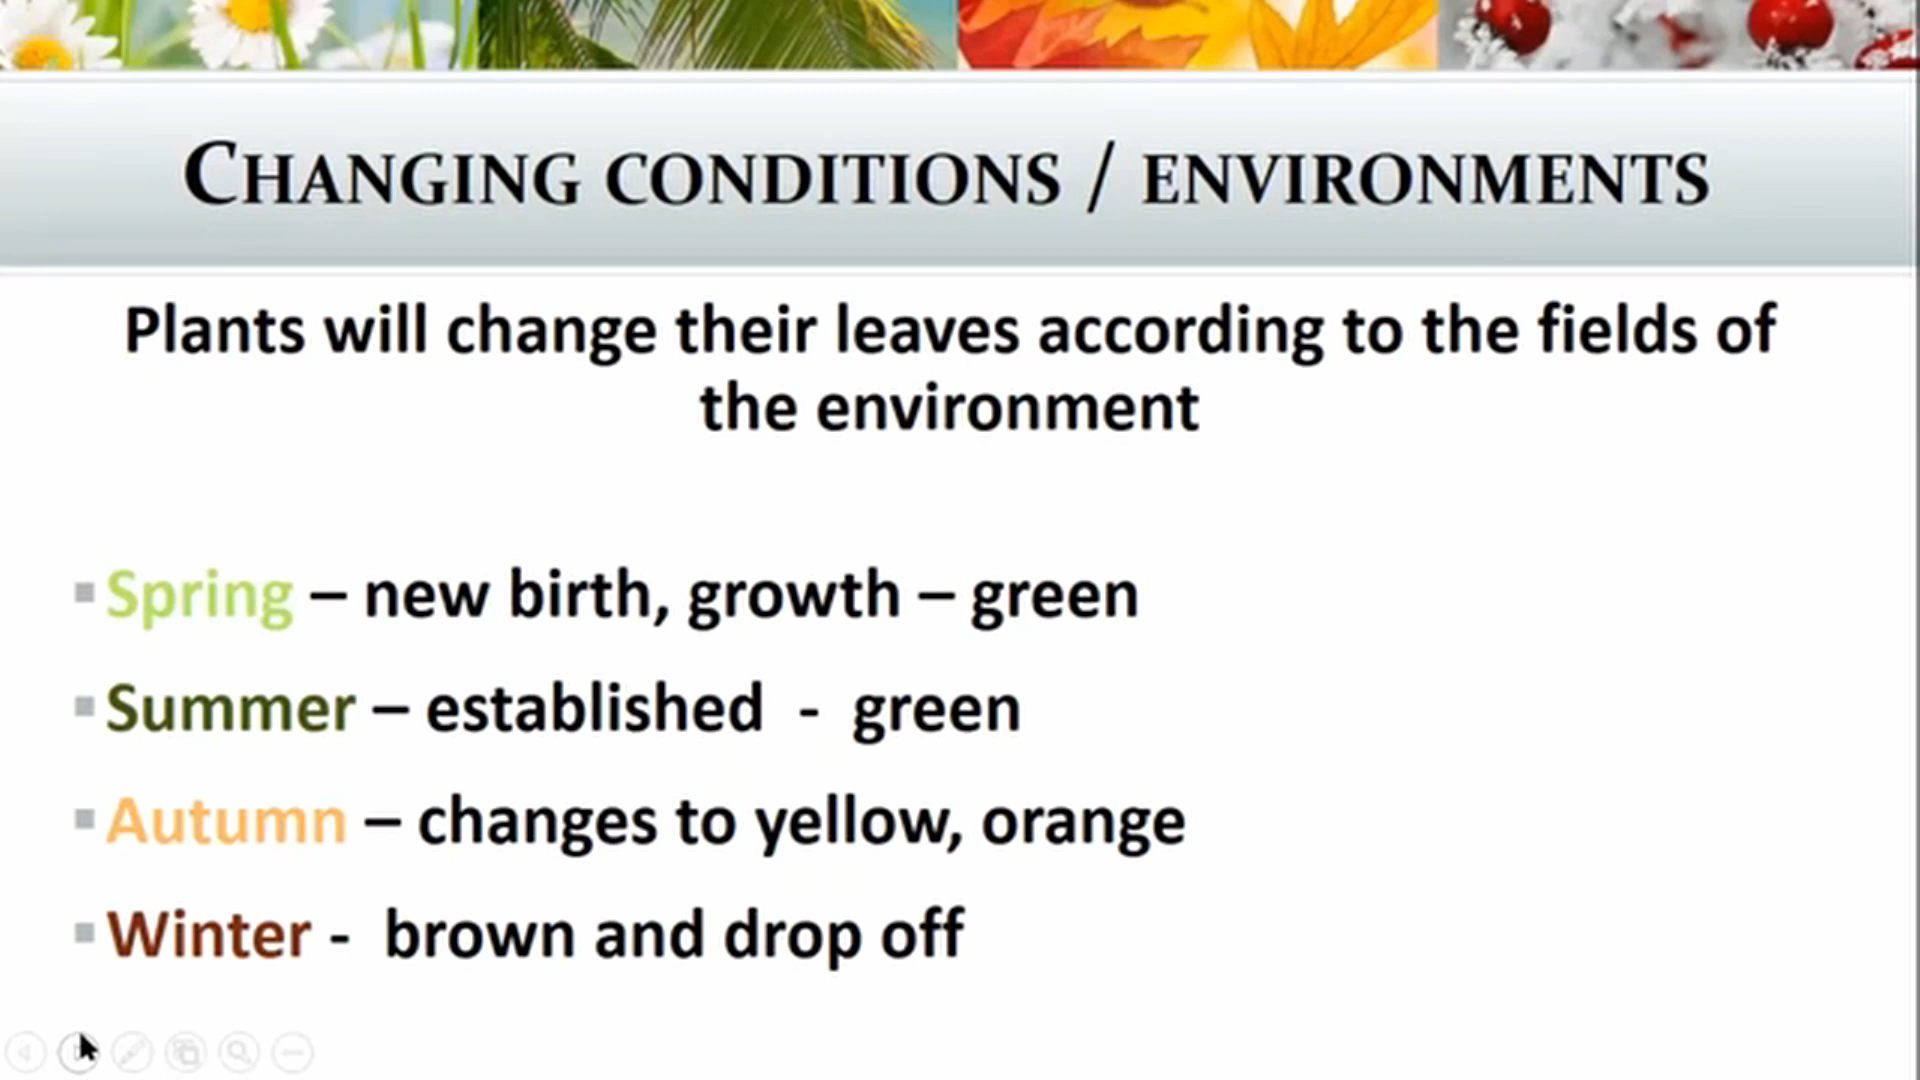 CHANGING CONDITIONS / ENVIRONMENTS
Plants will change their leaves according to the fields of
the environment
Spring – new birth, growth – green
Summer – established - green
Autumn – changes to yellow, orange
Winter - brown and drop off